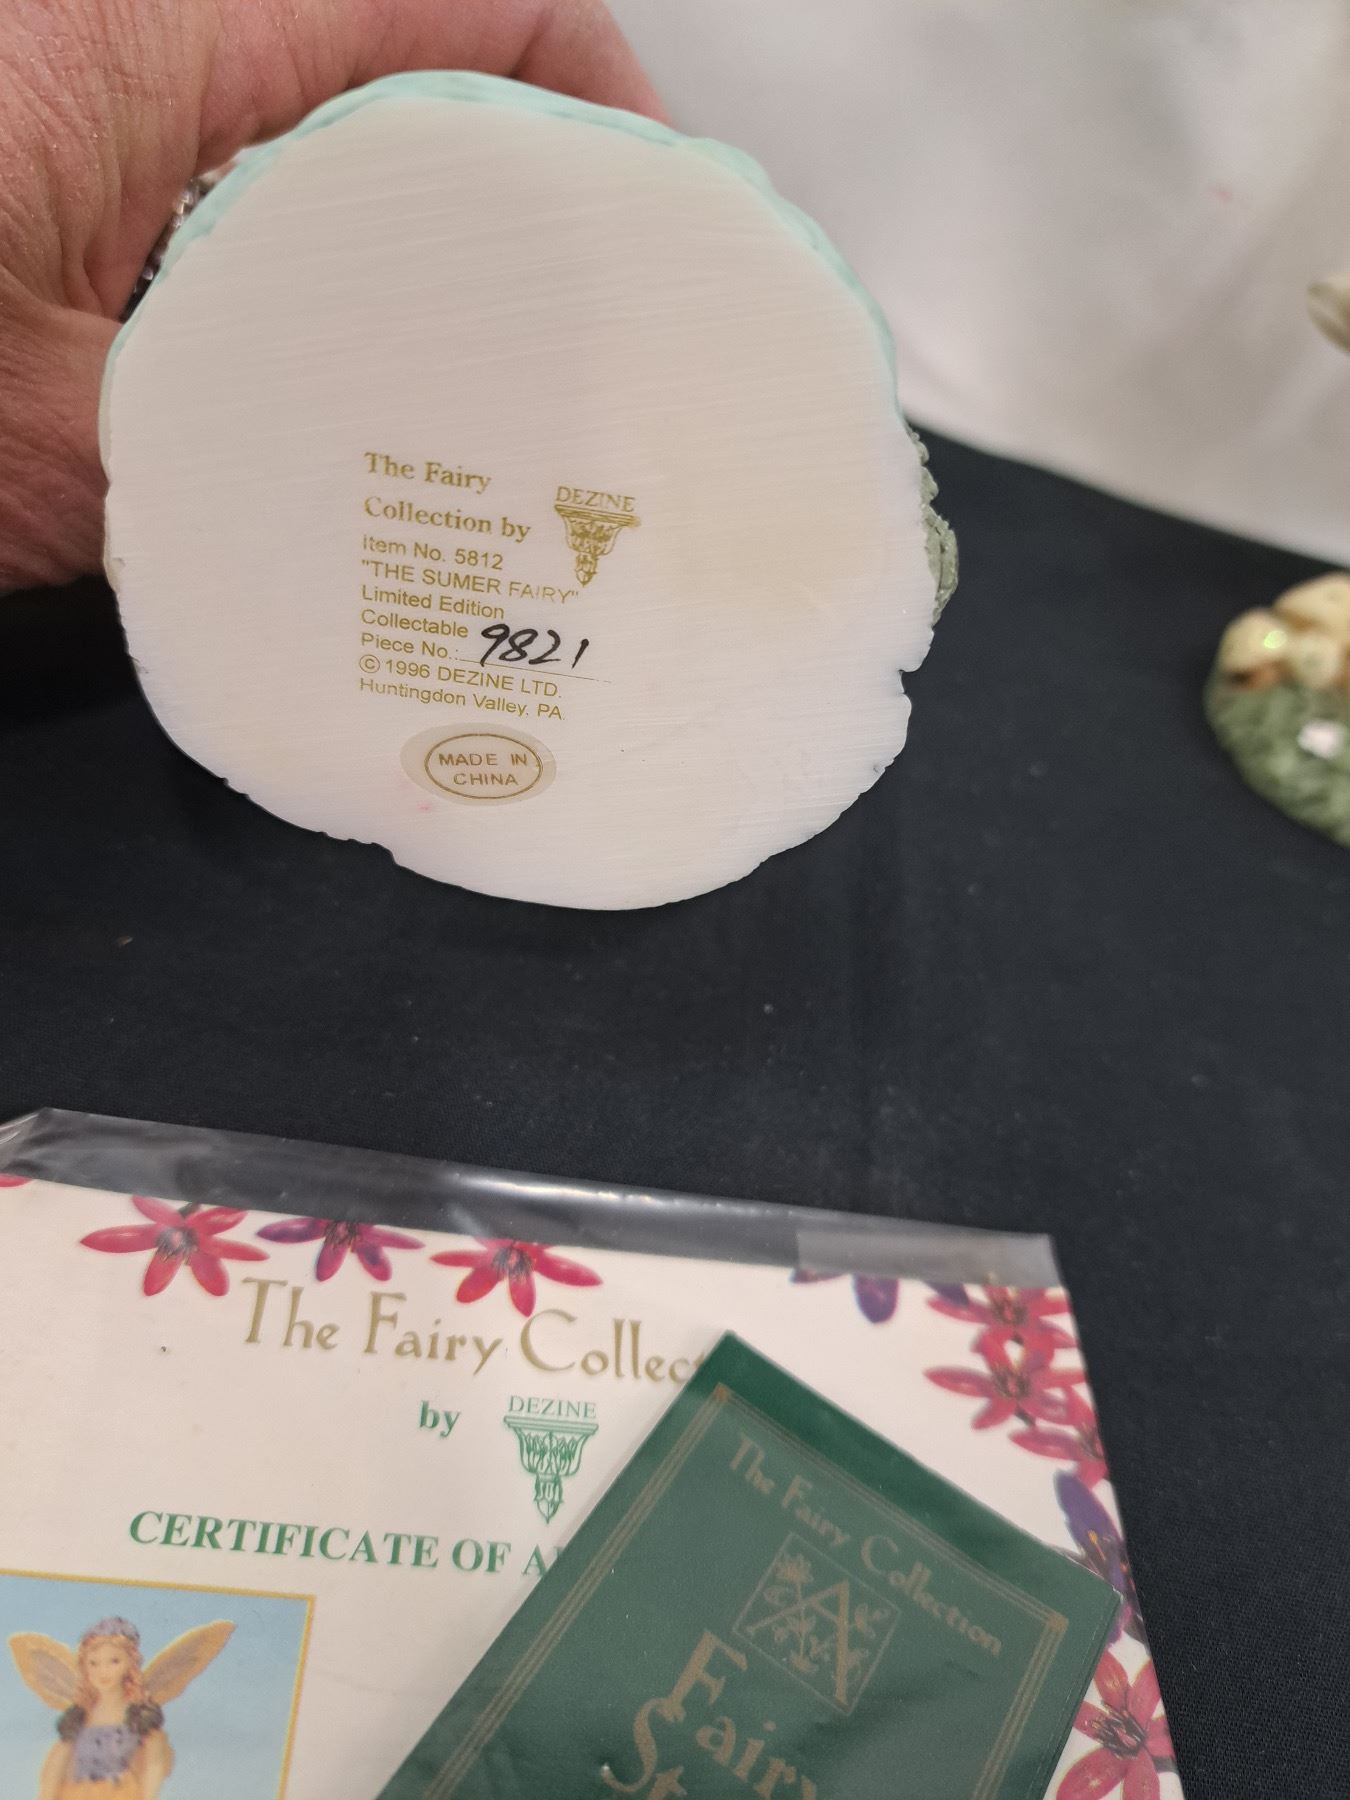 The Fairy
Collection by
DEZINE
Item No. 5812
"THE SUMER FAIRY"
Limited Edition
Collectable
Piece No.: 9821
© 1996 DEZINE LTD.
Huntingdon Valley, PA
MADE IN
CHINA
The Fairy Collect
by
DEZINE
CERTIFICATE OF A
The Fairy Collection
Fairy
St